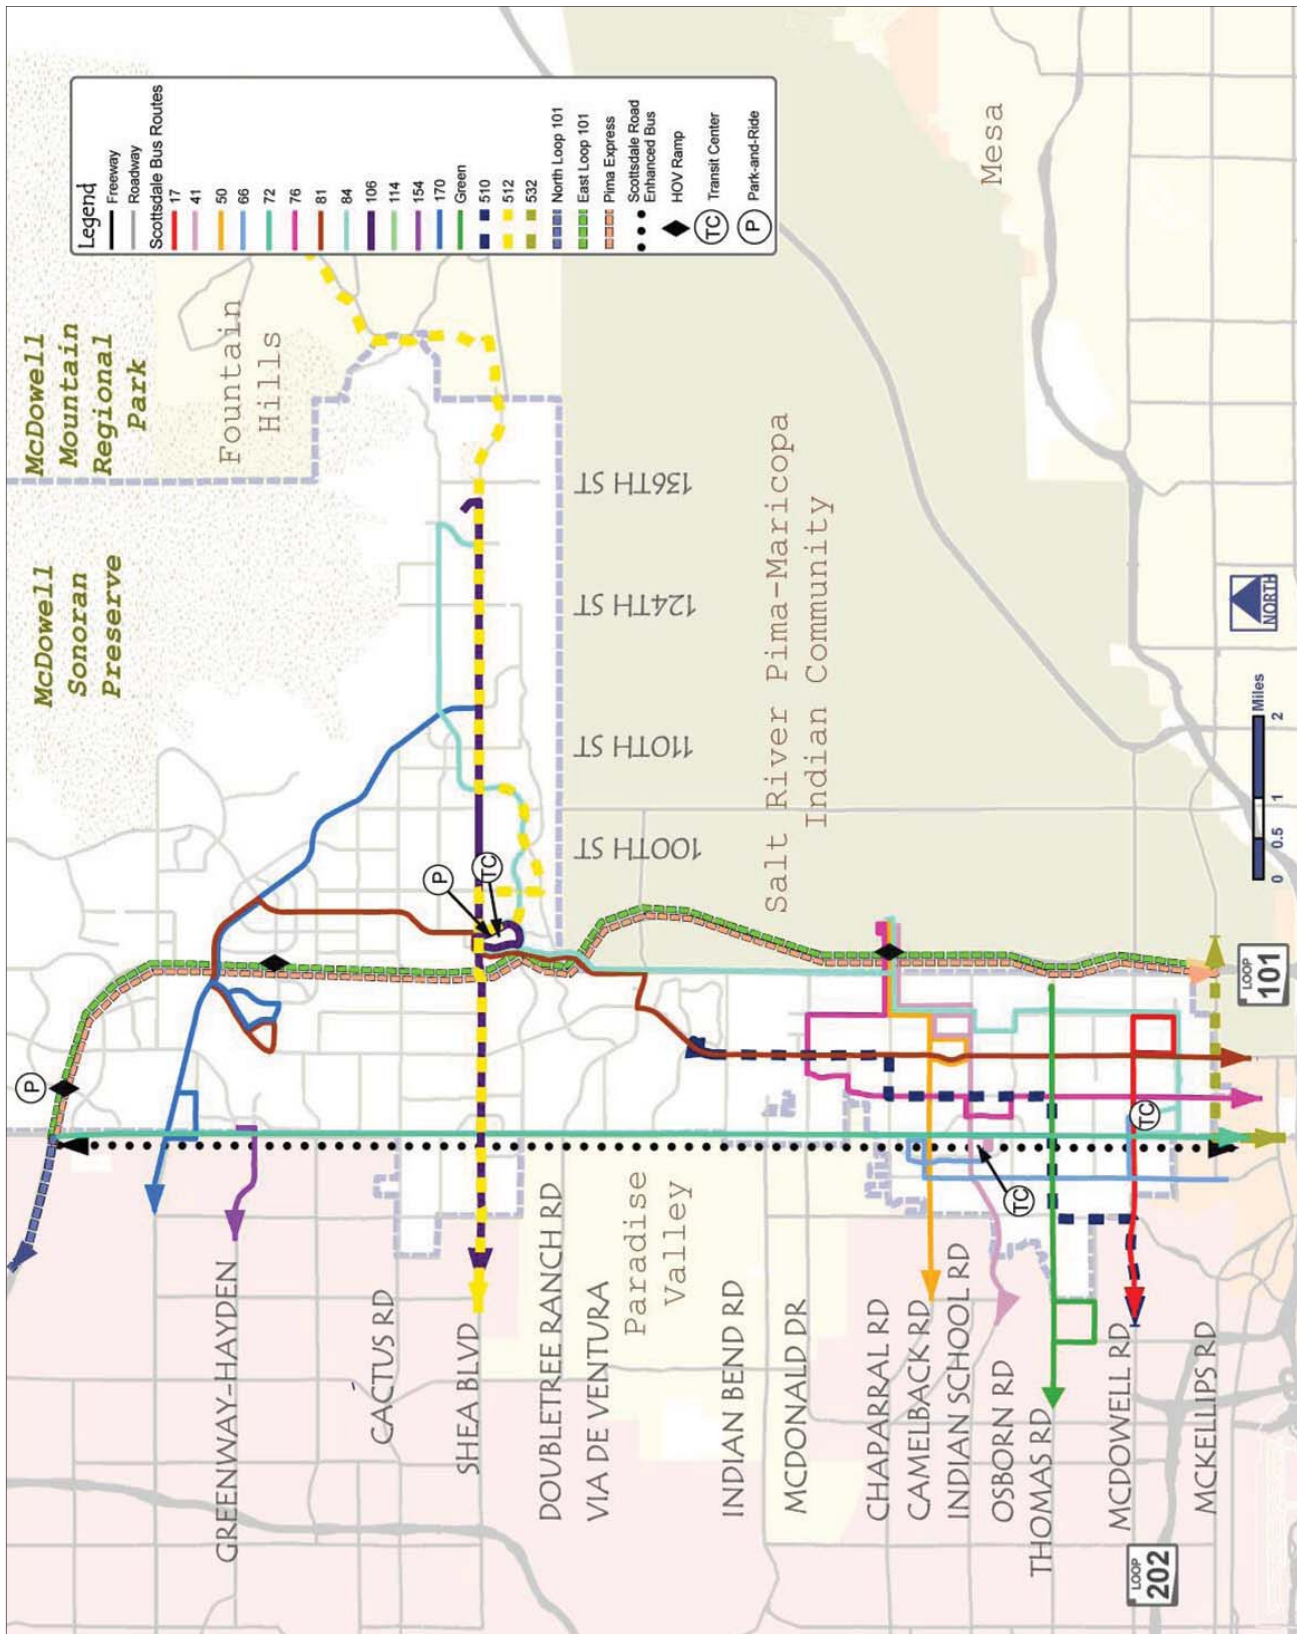 McDowell
Mountain
Regional
Park
McDowell
Sonoran
Preserve
Fountain
Hills
Legend
Freeway
Roadway
Scottsdale Bus Routes
17
41
50
66
72
76
81
84
106
114
154
170
Green
510
512
532
North Loop 101
East Loop 101
Pima Express
Scottsdale Road
Enhanced Bus
HOV Ramp
TC
Transit Center
P
Park-and-Ride
Mesa
136TH ST
124TH ST
110TH ST
100TH ST
Salt River Pima-Maricopa
Indian Community
P
TC
P
TC
TC
Paradise
Valley
GREENWAY-HAYDEN
CACTUS RD
SHEA BLVD
DOUBLETREE RANCH RD
VIA DE VENTURA
INDIAN BEND RD
MCDONALD DR
CHAPARRAL RD
CAMELBACK RD
INDIAN SCHOOL RD
OSBORN RD
THOMAS RD
MCDOWELL RD
MCKELLIPS RD
LOOP
101
LOOP
202
NORTH
0 0.5 1 2
Miles